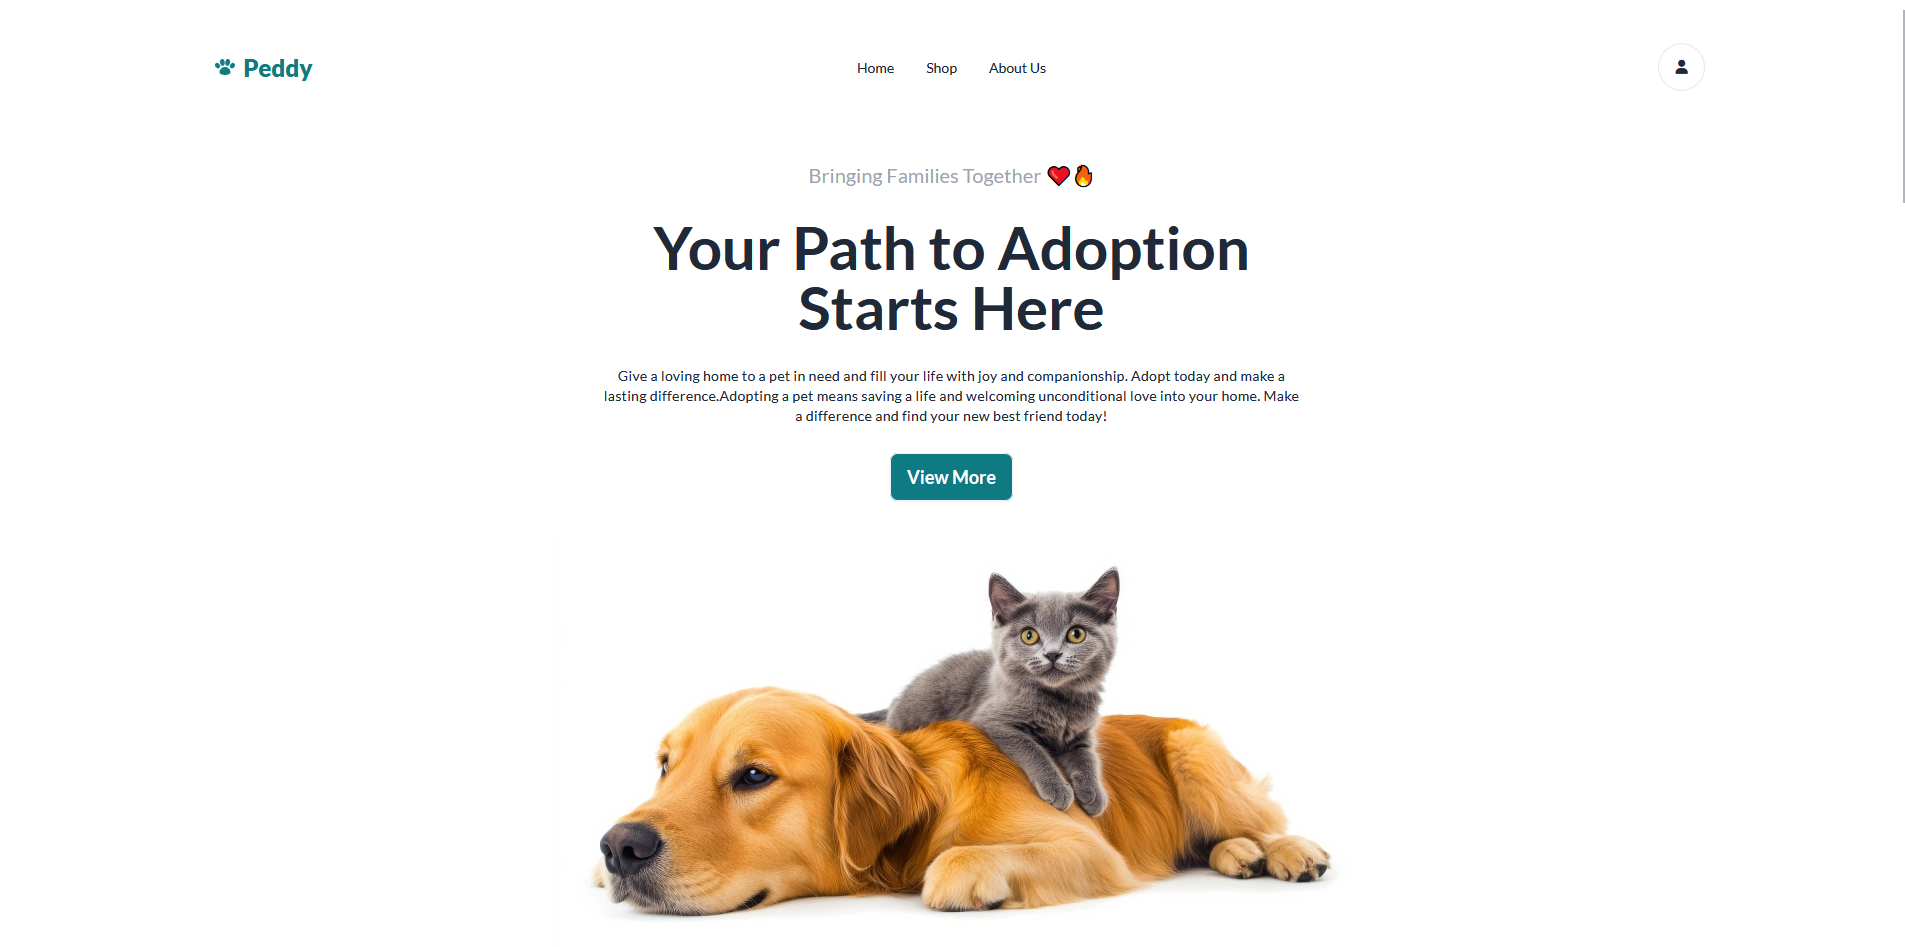 Peddy
Home
Shop
About Us
Bringing Families Together
Your Path to Adoption
Starts Here
Give a loving home to a pet in need and fill your life with joy and companionship. Adopt today and make a
lasting difference.Adopting a pet means saving a life and welcoming unconditional love into your home. Make
a difference and find your new best friend today!
View More